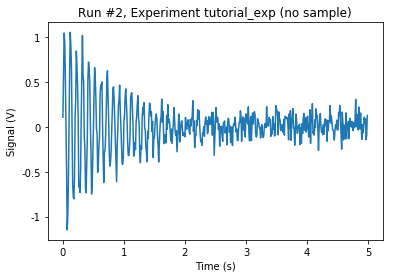 Run #2, Experiment tutorial_exp (no sample)
Signal (V)
1
0.5
0
-0.5
-1
0 1 2 3 4 5
Time (s)